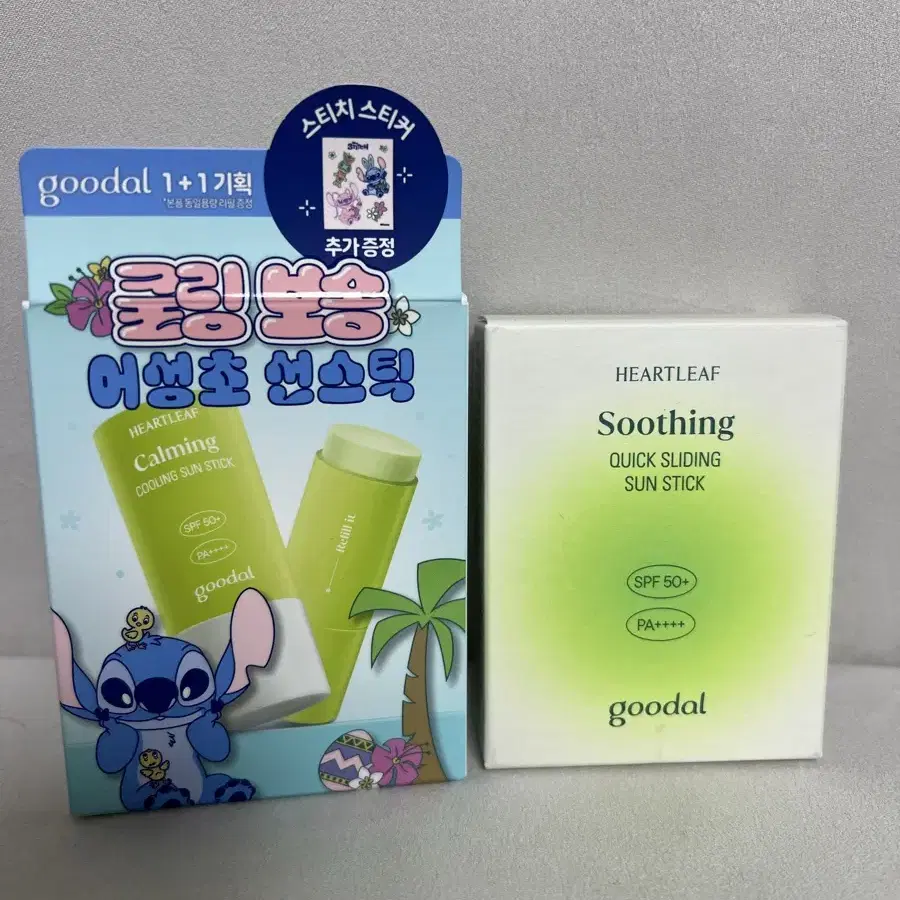 스티치 스티커
Stitch
추가 증정
goodal 1+1 기획
*본품 동일용량 리필 증정
쿨링 보송
어성초 선스틱
HEARTLEAF
Calming
COOLING SUN STICK
SPF 50+
PA++++
goodal
Refill it
HEARTLEAF
Soothing
QUICK SLIDING
SUN STICK
SPF 50+
PA++++
goodal